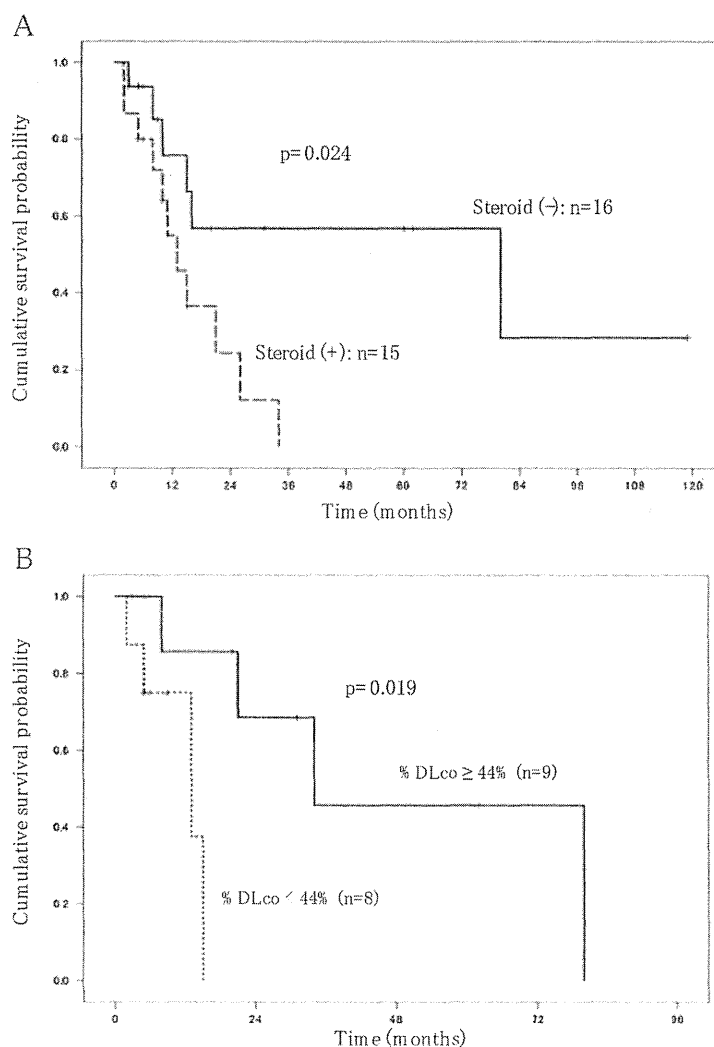 A
Cumulative survival probability
1.0
0.8
0.6
0.4
0.2
0.0
p=0.024
Steroid (-): n=16
Steroid (+): n=15
0 12 24 36 48 60 72 84 96 108 120
Time (months)
B
Cumulative survival probability
1.0
0.8
0.6
0.4
0.2
0.0
p=0.019
% DLco ≥ 44% (n=9)
% DLco < 44% (n=8)
0 24 48 72 96
Time (months)